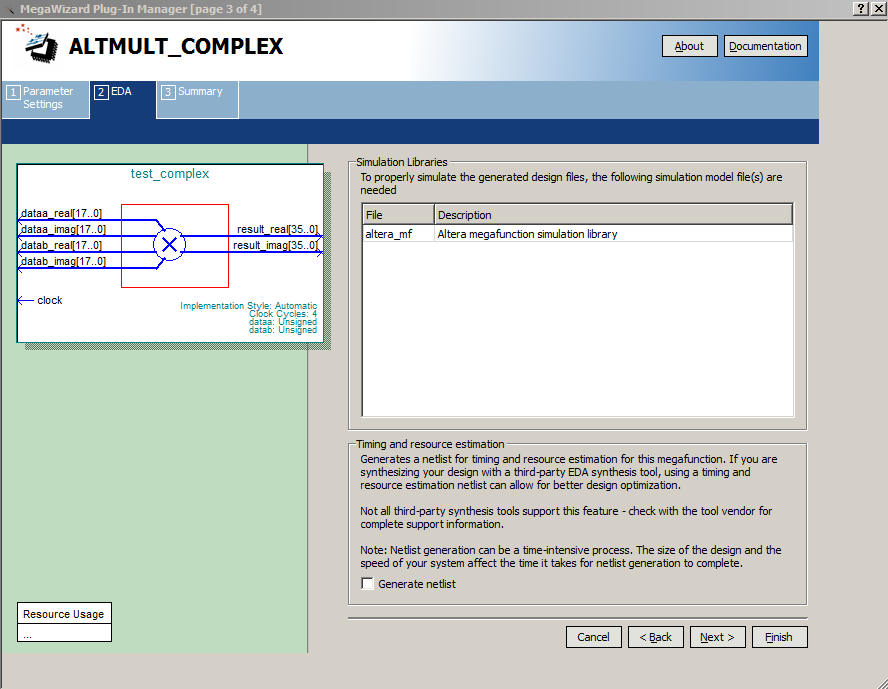 MegaWizard Plug-In Manager [page 3 of 4]
ALTMULT_COMPLEX
About
Documentation
1 Parameter
Settings
2 EDA
3 Summary
test_complex
dataa_real[17..0]
dataa_imag[17..0]
datab_real[17..0]
datab_imag[17..0]
result_real[35..0]
result_imag[35..0]
clock
Implementation Style: Automatic
Clock Cycles: 4
dataa: Unsigned
datab: Unsigned
Resource Usage
...
Simulation Libraries
To properly simulate the generated design files, the following simulation model file(s) are
needed
File Description
altera_mf Altera megafunction simulation library
Timing and resource estimation
Generates a netlist for timing and resource estimation for this megafunction. If you are
synthesizing your design with a third-party EDA synthesis tool, using a timing and
resource estimation netlist can allow for better design optimization.
Not all third-party synthesis tools support this feature - check with the tool vendor for
complete support information.
Note: Netlist generation can be a time-intensive process. The size of the design and the
speed of your system affect the time it takes for netlist generation to complete.
Generate netlist
Cancel
< Back
Next >
Finish